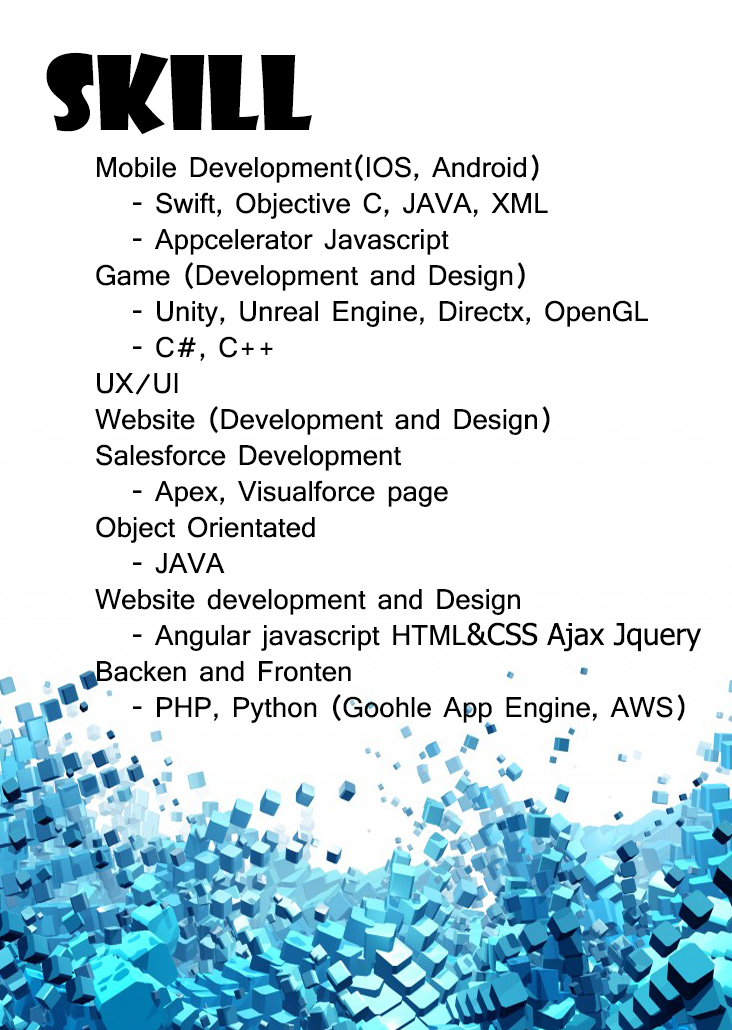 SKILL
Mobile Development(IOS, Android)
- Swift, Objective C, JAVA, XML
- Appcelerator Javascript
Game (Development and Design)
- Unity, Unreal Engine, Directx, OpenGL
- C#, C++
UX/UI
Website (Development and Design)
Salesforce Development
- Apex, Visualforce page
Object Orientated
- JAVA
Website development and Design
- Angular javascript HTML&CSS Ajax Jquery
Backen and Fronten
- PHP, Python (Goohle App Engine, AWS)